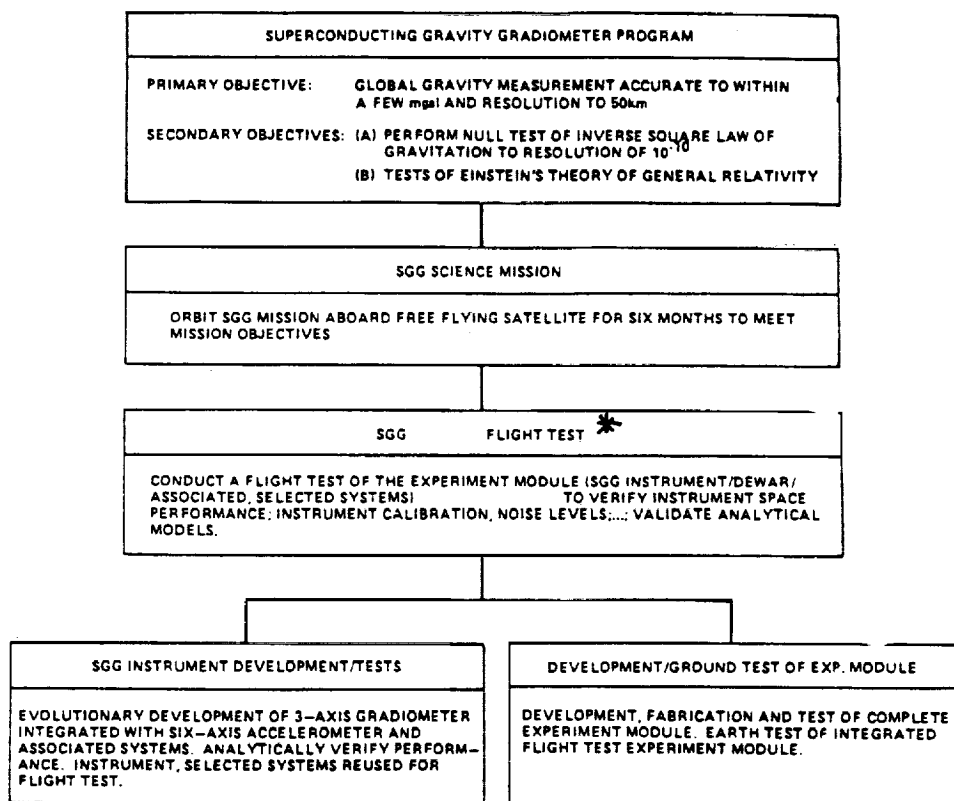 SUPERCONDUCTING GRAVITY GRADIOMETER PROGRAM
PRIMARY OBJECTIVE: GLOBAL GRAVITY MEASUREMENT ACCURATE TO WITHIN
A FEW mgal AND RESOLUTION TO 50km
SECONDARY OBJECTIVES: (A) PERFORM NULL TEST OF INVERSE SQUARE LAW OF
GRAVITATION TO RESOLUTION OF 10⁻¹⁰
(B) TESTS OF EINSTEIN'S THEORY OF GENERAL RELATIVITY
SGG SCIENCE MISSION
ORBIT SGG MISSION ABOARD FREE FLYING SATELLITE FOR SIX MONTHS TO MEET
MISSION OBJECTIVES
SGG FLIGHT TEST *
CONDUCT A FLIGHT TEST OF THE EXPERIMENT MODULE (SGG INSTRUMENT/DEWAR/
ASSOCIATED, SELECTED SYSTEMS) TO VERIFY INSTRUMENT SPACE
PERFORMANCE; INSTRUMENT CALIBRATION, NOISE LEVELS;...; VALIDATE ANALYTICAL
MODELS.
SGG INSTRUMENT DEVELOPMENT/TESTS
EVOLUTIONARY DEVELOPMENT OF 3-AXIS GRADIOMETER
INTEGRATED WITH SIX-AXIS ACCELEROMETER AND
ASSOCIATED SYSTEMS. ANALYTICALLY VERIFY PERFORM-
ANCE. INSTRUMENT, SELECTED SYSTEMS REUSED FOR
FLIGHT TEST.
DEVELOPMENT/GROUND TEST OF EXP. MODULE
DEVELOPMENT, FABRICATION AND TEST OF COMPLETE
EXPERIMENT MODULE. EARTH TEST OF INTEGRATED
FLIGHT TEST EXPERIMENT MODULE.